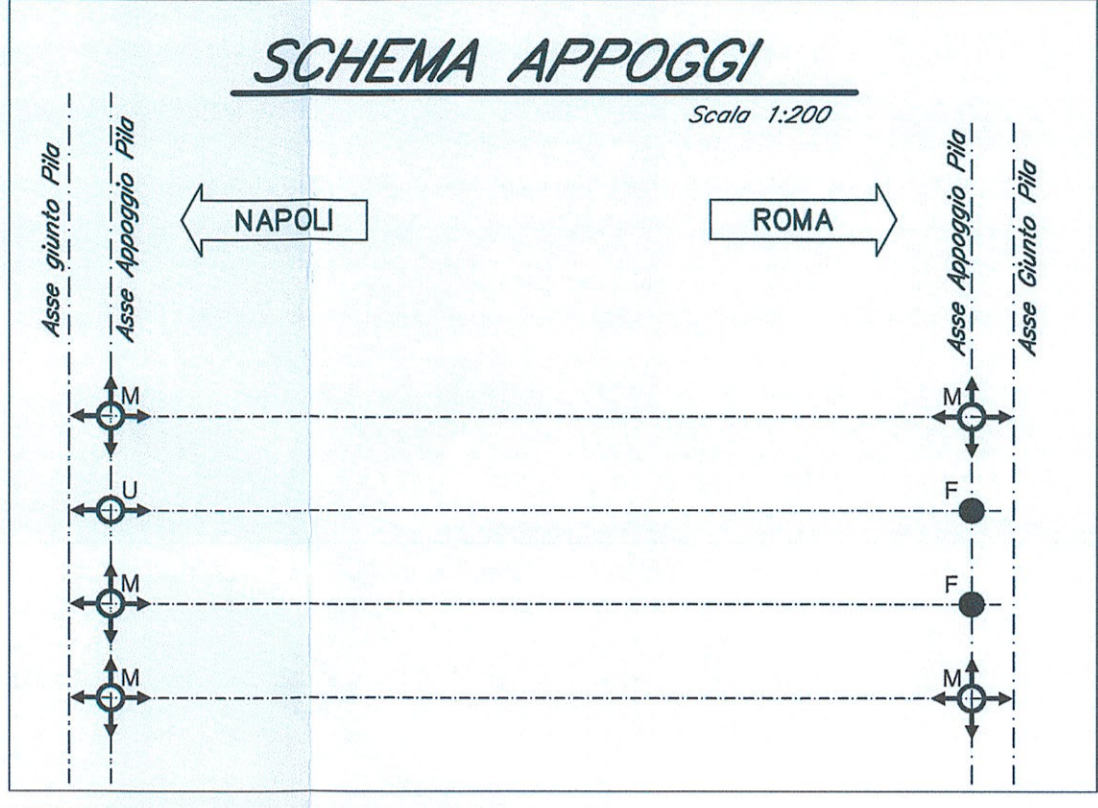 SCHEMA APPOGGI
Scala 1:200
Asse giunto Pila
Asse Appoggio Pila
NAPOLI
ROMA
Asse Appoggio Pila
Asse Giunto Pila
M
M
U
F
M
F
M
M